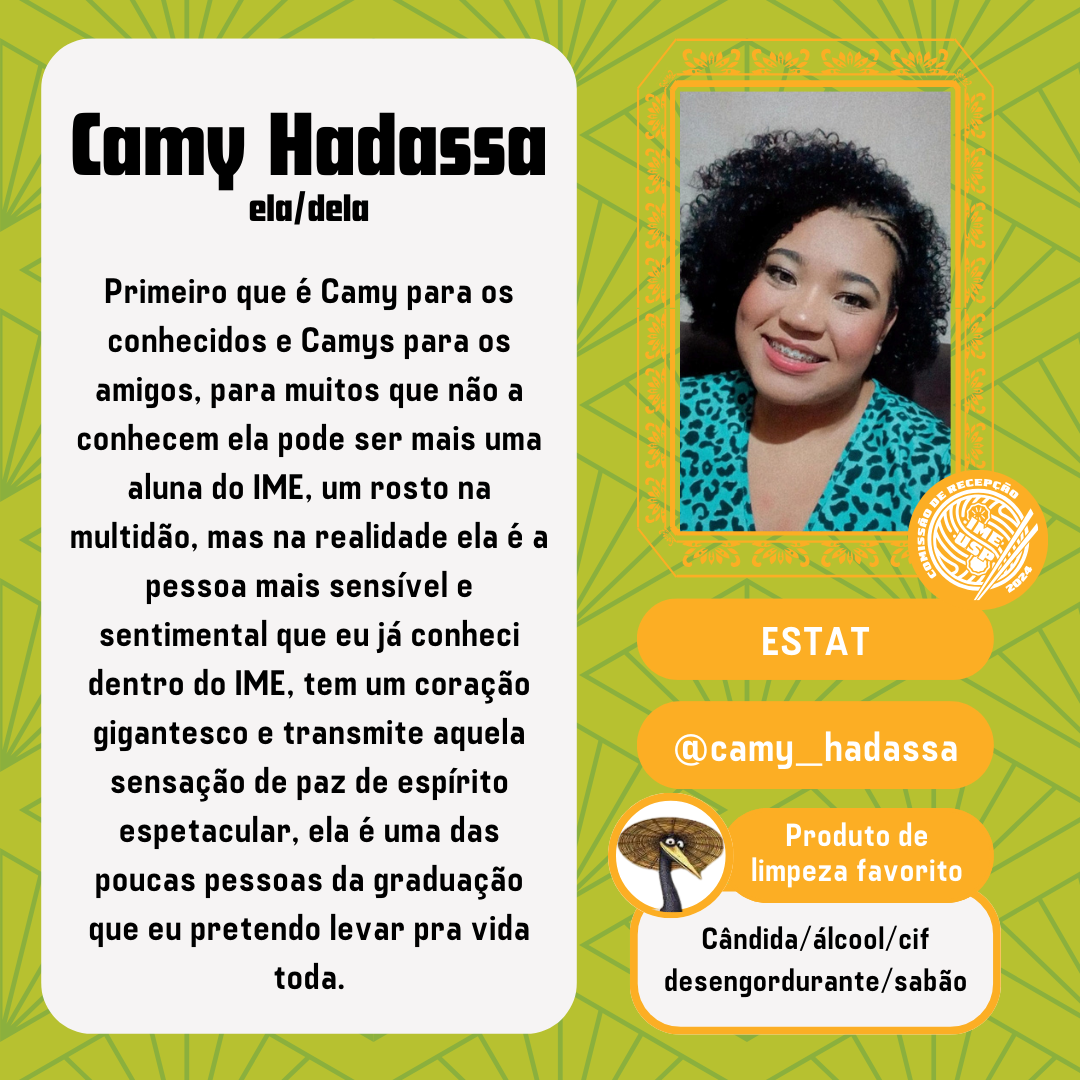 Camy Hadassa
ela/dela
Primeiro que é Camy para os
conhecidos e Camys para os
amigos, para muitos que não a
conhecem ela pode ser mais uma
aluna do IME, um rosto na
multidão, mas na realidade ela é a
pessoa mais sensível e
sentimental que eu já conheci
dentro do IME, tem um coração
gigantesco e transmite aquela
sensação de paz de espírito
espetacular, ela é uma das
poucas pessoas da graduação
que eu pretendo levar pra vida
toda.
COMISSÃO DE RECEPÇÃO
IME
USP
2024
ESTAT
@camy_hadassa
Produto de
limpeza favorito
Cândida/álcool/cif
desengordurante/sabão